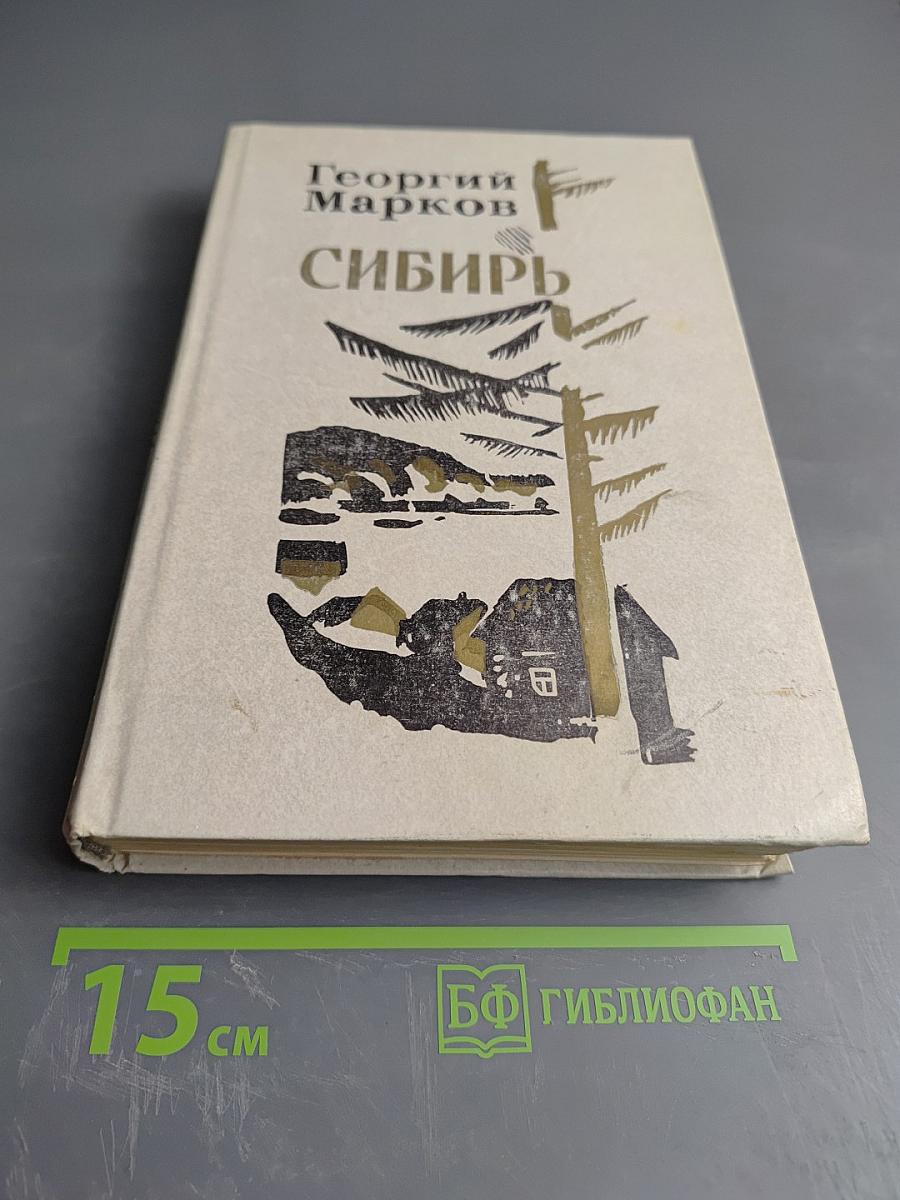 Георгий
Марков
СИБИРЬ
15 см
БФ ГИБЛИОФАН